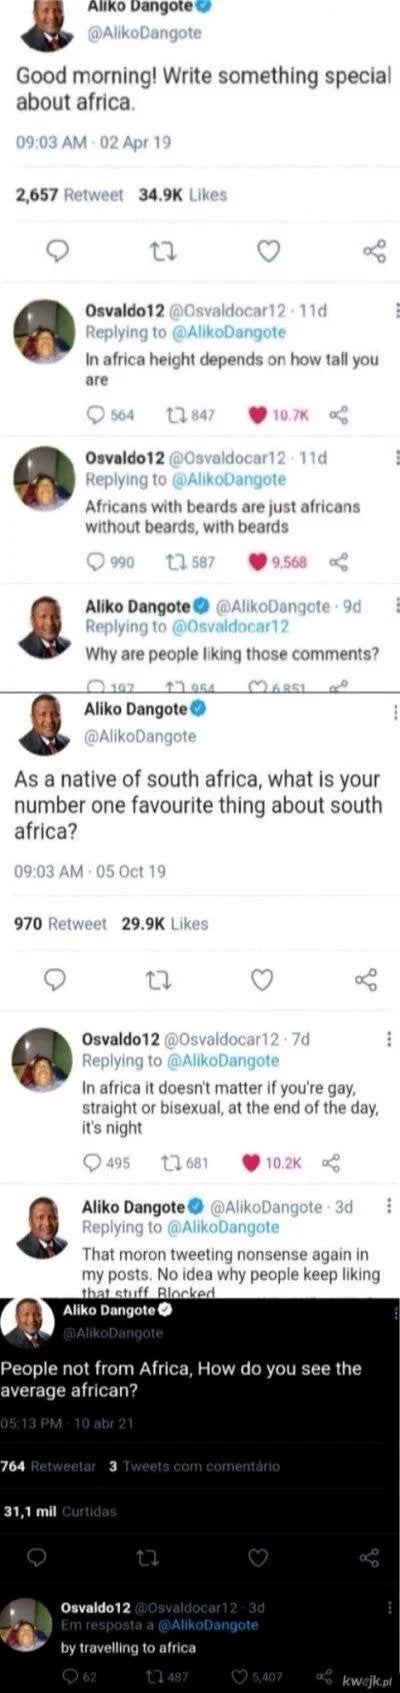 Aliko Dangote
@AlikoDangote
Good morning! Write something special
about africa.
09:03 AM · 02 Apr 19
2,657 Retweet 34.9K Likes
Osvaldo12 @Osvaldocar12 · 11d
Replying to @AlikoDangote
In africa height depends on how tall you
are
564 847 10.7K
Osvaldo12 @Osvaldocar12 · 11d
Replying to @AlikoDangote
Africans with beards are just africans
without beards, with beards
990 587 9,568
Aliko Dangote @AlikoDangote · 9d
Replying to @Osvaldocar12
Why are people liking those comments?
197 954 6,851
Aliko Dangote
@AlikoDangote
As a native of south africa, what is your
number one favourite thing about south
africa?
09:03 AM · 05 Oct 19
970 Retweet 29.9K Likes
Osvaldo12 @Osvaldocar12 · 7d
Replying to @AlikoDangote
In africa it doesn't matter if you're gay,
straight or bisexual, at the end of the day,
it's night
495 681 10.2K
Aliko Dangote @AlikoDangote · 3d
Replying to @AlikoDangote
That moron tweeting nonsense again in
my posts. No idea why people keep liking
that stuff. Blocked
Aliko Dangote
@AlikoDangote
People not from Africa, How do you see the
average african?
05:13 PM · 10 abr 21
764 Retweetar 3 Tweets com comentário
31,1 mil Curtidas
Osvaldo12 @Osvaldocar12 · 3d
Em resposta a @AlikoDangote
by travelling to africa
62 487 5,407
kwejk.pl